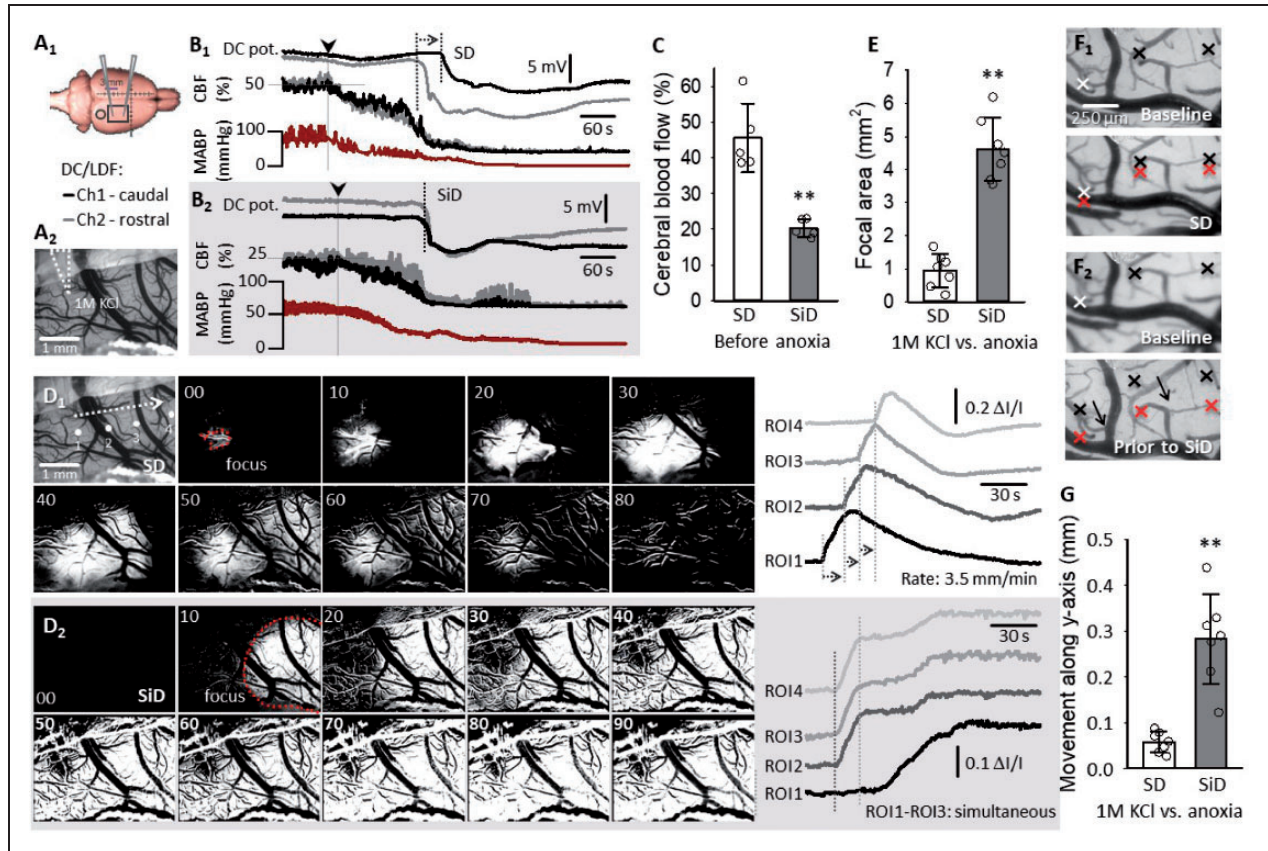 A1
3 mm
DC/LDF:
Ch1 - caudal
Ch2 - rostral
A2
1M KCl
1 mm
B1
DC pot.
SD
5 mV
CBF
(%)
50
60 s
MABP
(mmHg)
100
0
B2
DC pot.
SiD
5 mV
CBF
(%)
25
60 s
MABP
(mmHg)
100
50
0
C
Cerebral blood flow (%)
60
50
40
30
20
10
0
**
SD
SiD
Before anoxia
E
Focal area (mm2)
7
6
5
4
3
2
1
0
**
SD
SiD
1M KCl vs. anoxia
F1
250 µm
Baseline
SD
F2
Baseline
Prior to SiD
D1
1 2 3 4
1 mm
SD
00
focus
10
20
30
40
50
60
70
80
0.2 ΔI/I
ROI4
ROI3
30 s
ROI2
ROI1
Rate: 3.5 mm/min
D2
00
SiD
10
focus
20
30
40
50
60
70
80
90
30 s
ROI4
ROI3
ROI2
ROI1
0.1 ΔI/I
ROI1-ROI3: simultaneous
G
Movement along y-axis (mm)
0.5
0.4
0.3
0.2
0.1
0.0
**
SD
SiD
1M KCl vs. anoxia